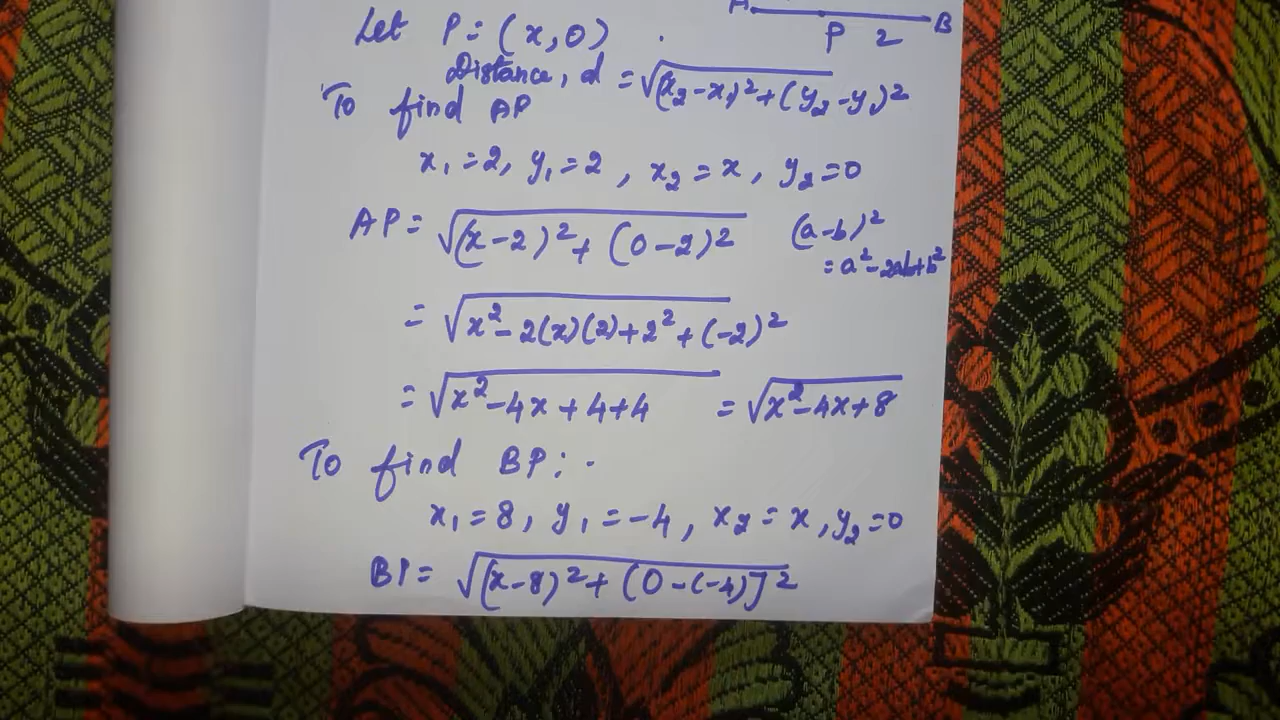 A
P 2 B
Let P = (x, 0) .
Distance, d = √(x₂-x₁)²+(y₂-y₁)²
To find AP
x₁ = 2, y₁ = 2 , x₂ = x, y₂ = 0
AP = √(x-2)² + (0-2)² (a-b)²
= a²-2ab+b²
= √x²-2(x)(2)+2²+(-2)²
= √x²-4x+4+4 = √x²-4x+8
To find BP: -
x₁ = 8, y₁ = -4, x₂ = x, y₂ = 0
BP = √(x-8)²+(0-(-4)]²